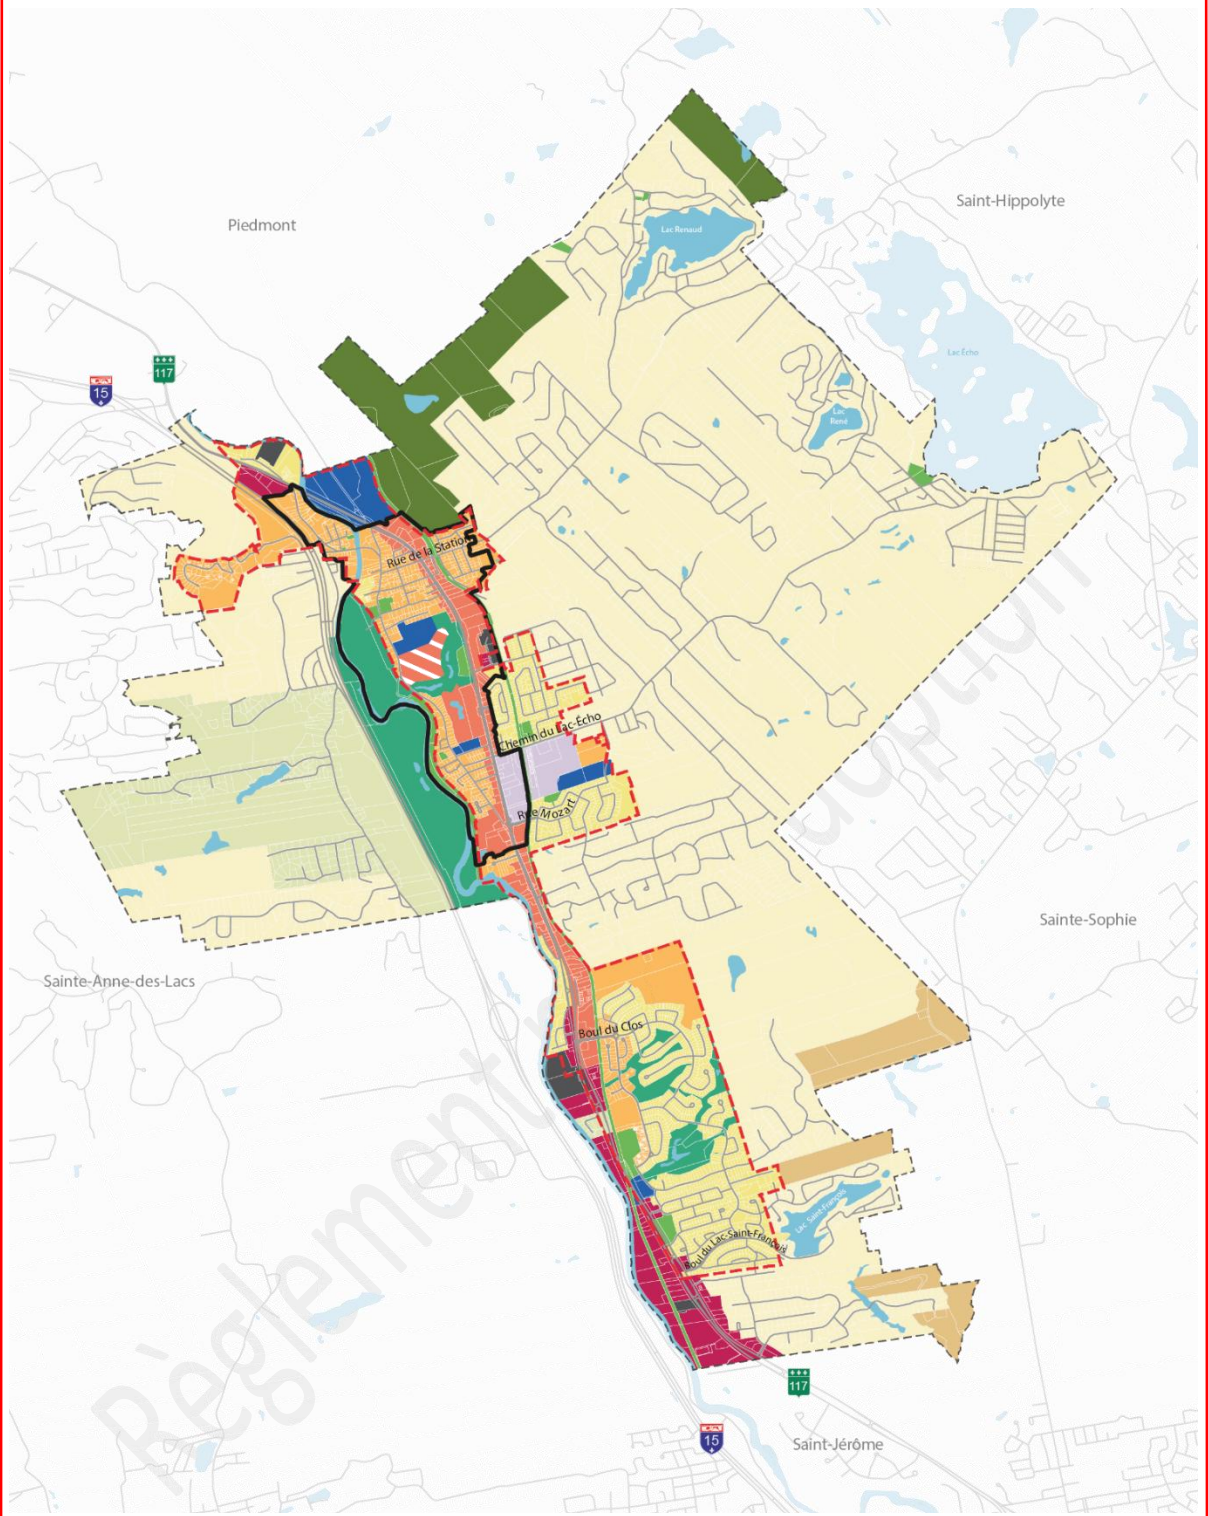 Saint-Hippolyte
Piedmont
Lac Renaud
Lac Écho
117
15
Lac
René
Rue de la Station
Chemin du Lac-Écho
Rue Mozart
Sainte-Sophie
Sainte-Anne-des-Lacs
Boul du Clos
Lac Saint-François
Boul du Lac-Saint-François
117
15
Saint-Jérôme
Règlement